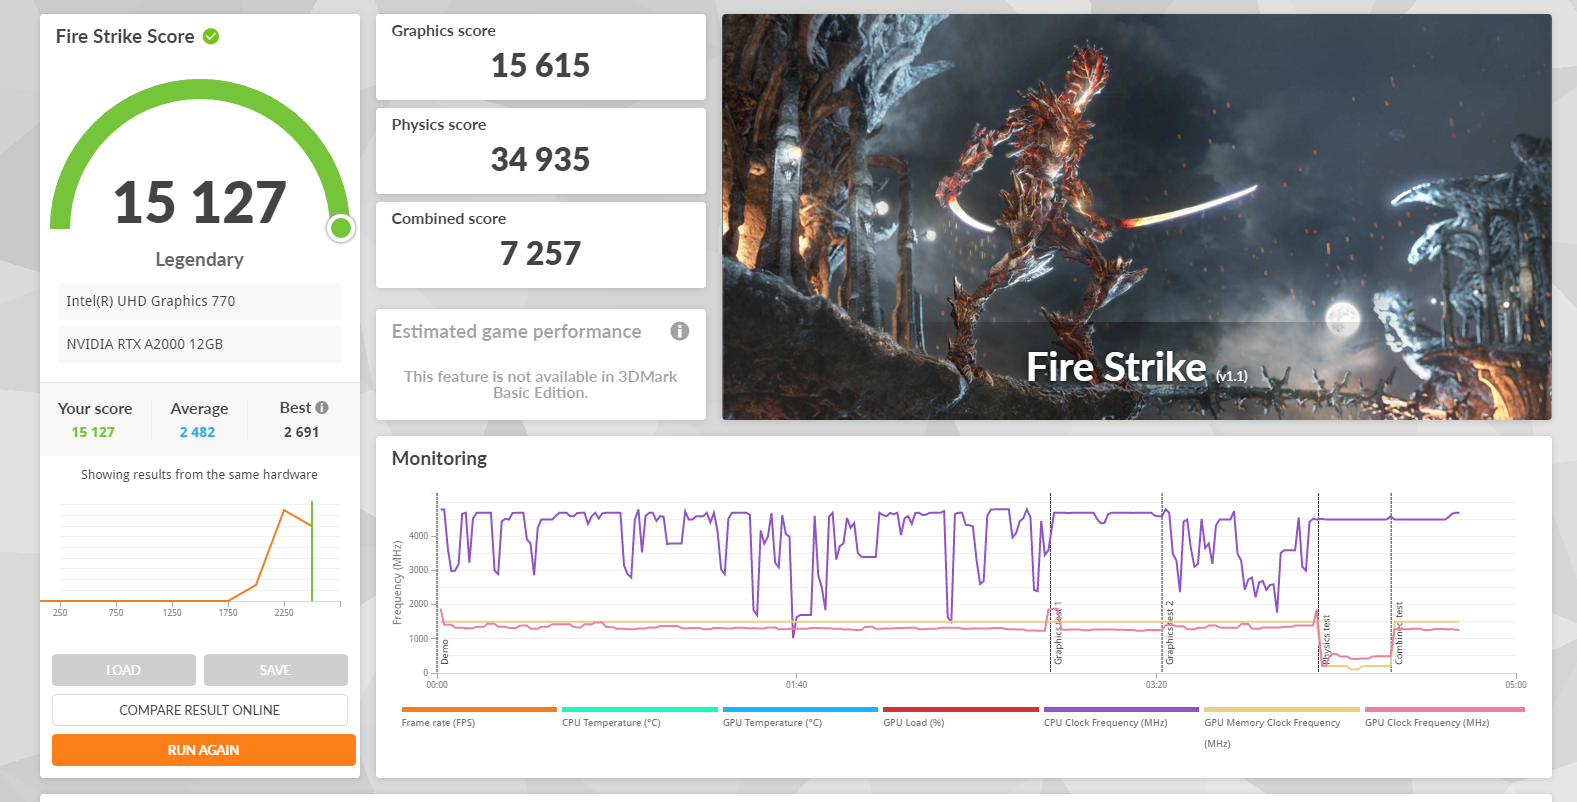 Fire Strike Score
15 127
Legendary
Intel(R) UHD Graphics 770
NVIDIA RTX A2000 12GB
Your score
15 127
Average
2 482
Best
2 691
Showing results from the same hardware
250 750 1250 1750 2250
LOAD
SAVE
COMPARE RESULT ONLINE
RUN AGAIN
Graphics score
15 615
Physics score
34 935
Combined score
7 257
Estimated game performance
This feature is not available in 3DMark
Basic Edition.
Fire Strike (v1.1)
Monitoring
Frequency (MHz)
4000
3000
2000
1000
0
Demo
Graphics test 1
Graphics test 2
Physics test
Combined test
00:00 01:40 03:20 05:00
Frame rate (FPS)
CPU Temperature (°C)
GPU Temperature (°C)
GPU Load (%)
CPU Clock Frequency (MHz)
GPU Memory Clock Frequency
(MHz)
GPU Clock Frequency (MHz)